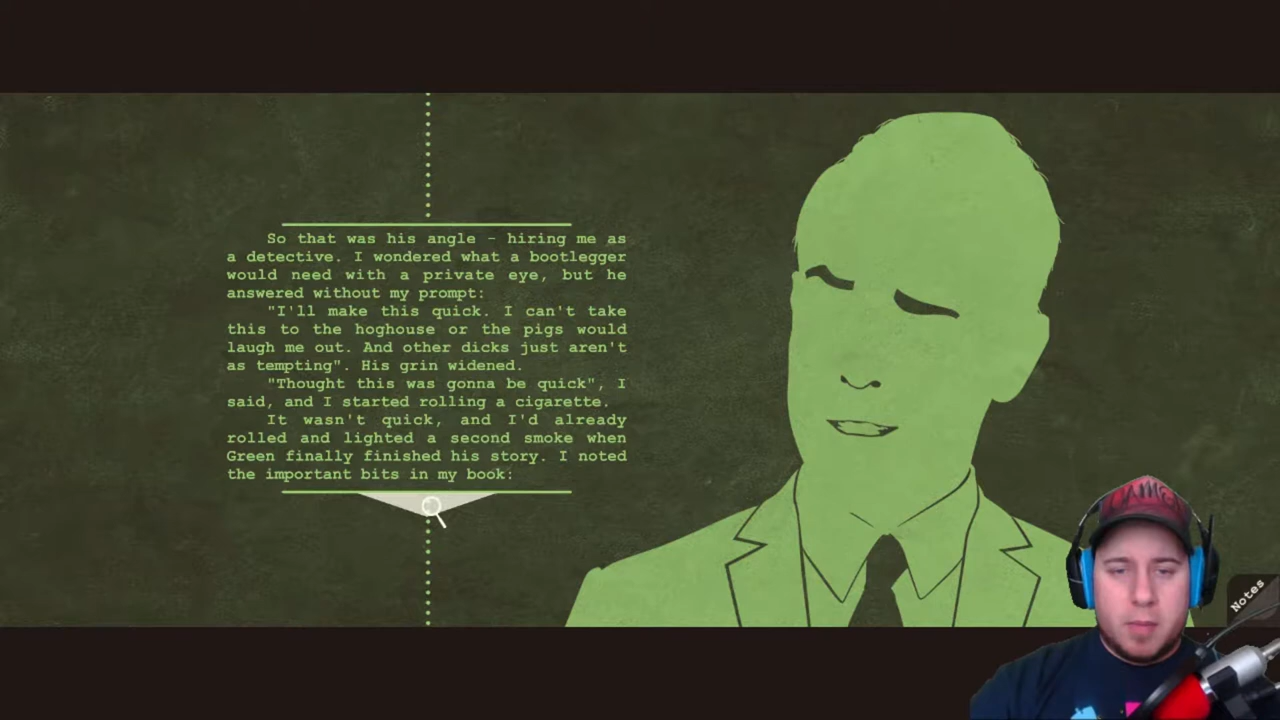 So that was his angle - hiring me as
a detective. I wondered what a bootlegger
would need with a private eye, but he
answered without my prompt:
"I'll make this quick. I can't take
this to the hoghouse or the pigs would
laugh me out. And other dicks just aren't
as tempting". His grin widened.
"Thought this was gonna be quick", I
said, and I started rolling a cigarette.
It wasn't quick, and I'd already
rolled and lighted a second smoke when
Green finally finished his story. I noted
the important bits in my book:
Notes